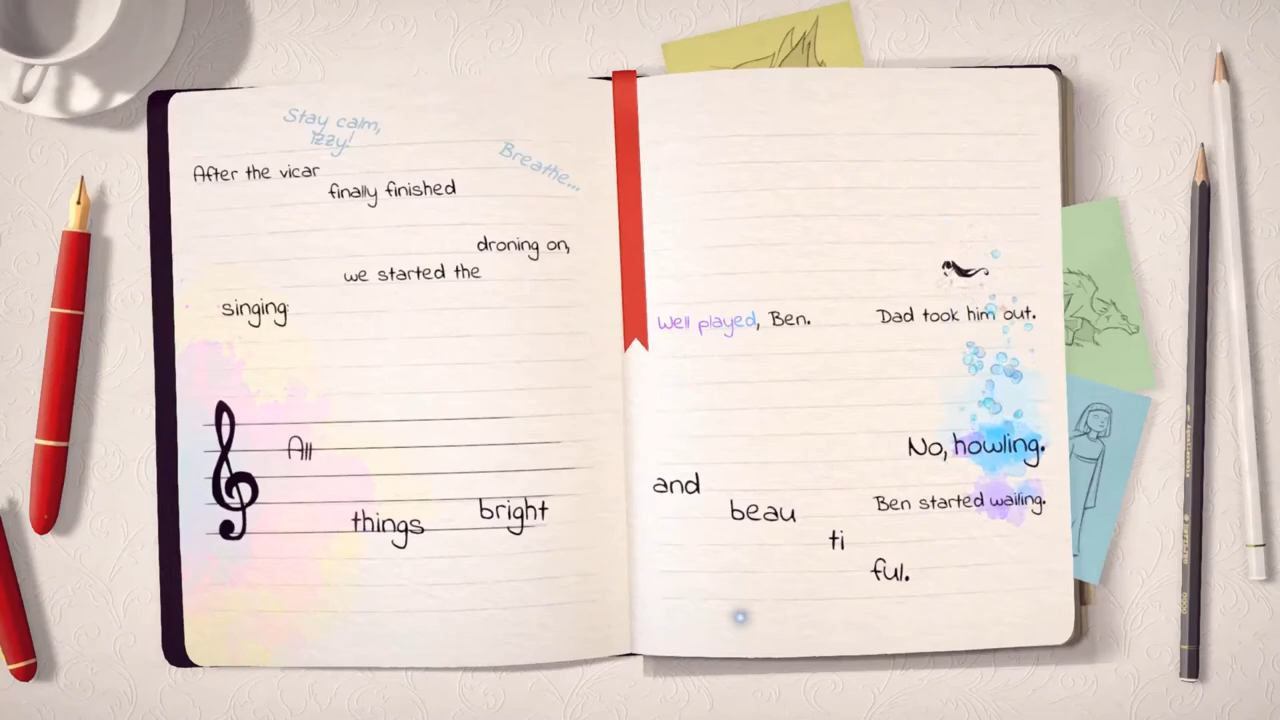 Stay calm,
Izzy!
Breathe...
After the vicar
finally finished
droning on,
we started the
singing:
All
things
bright
and
beau
ti
ful.
Ben started wailing.
No, howling.
Dad took him out.
Well played, Ben.